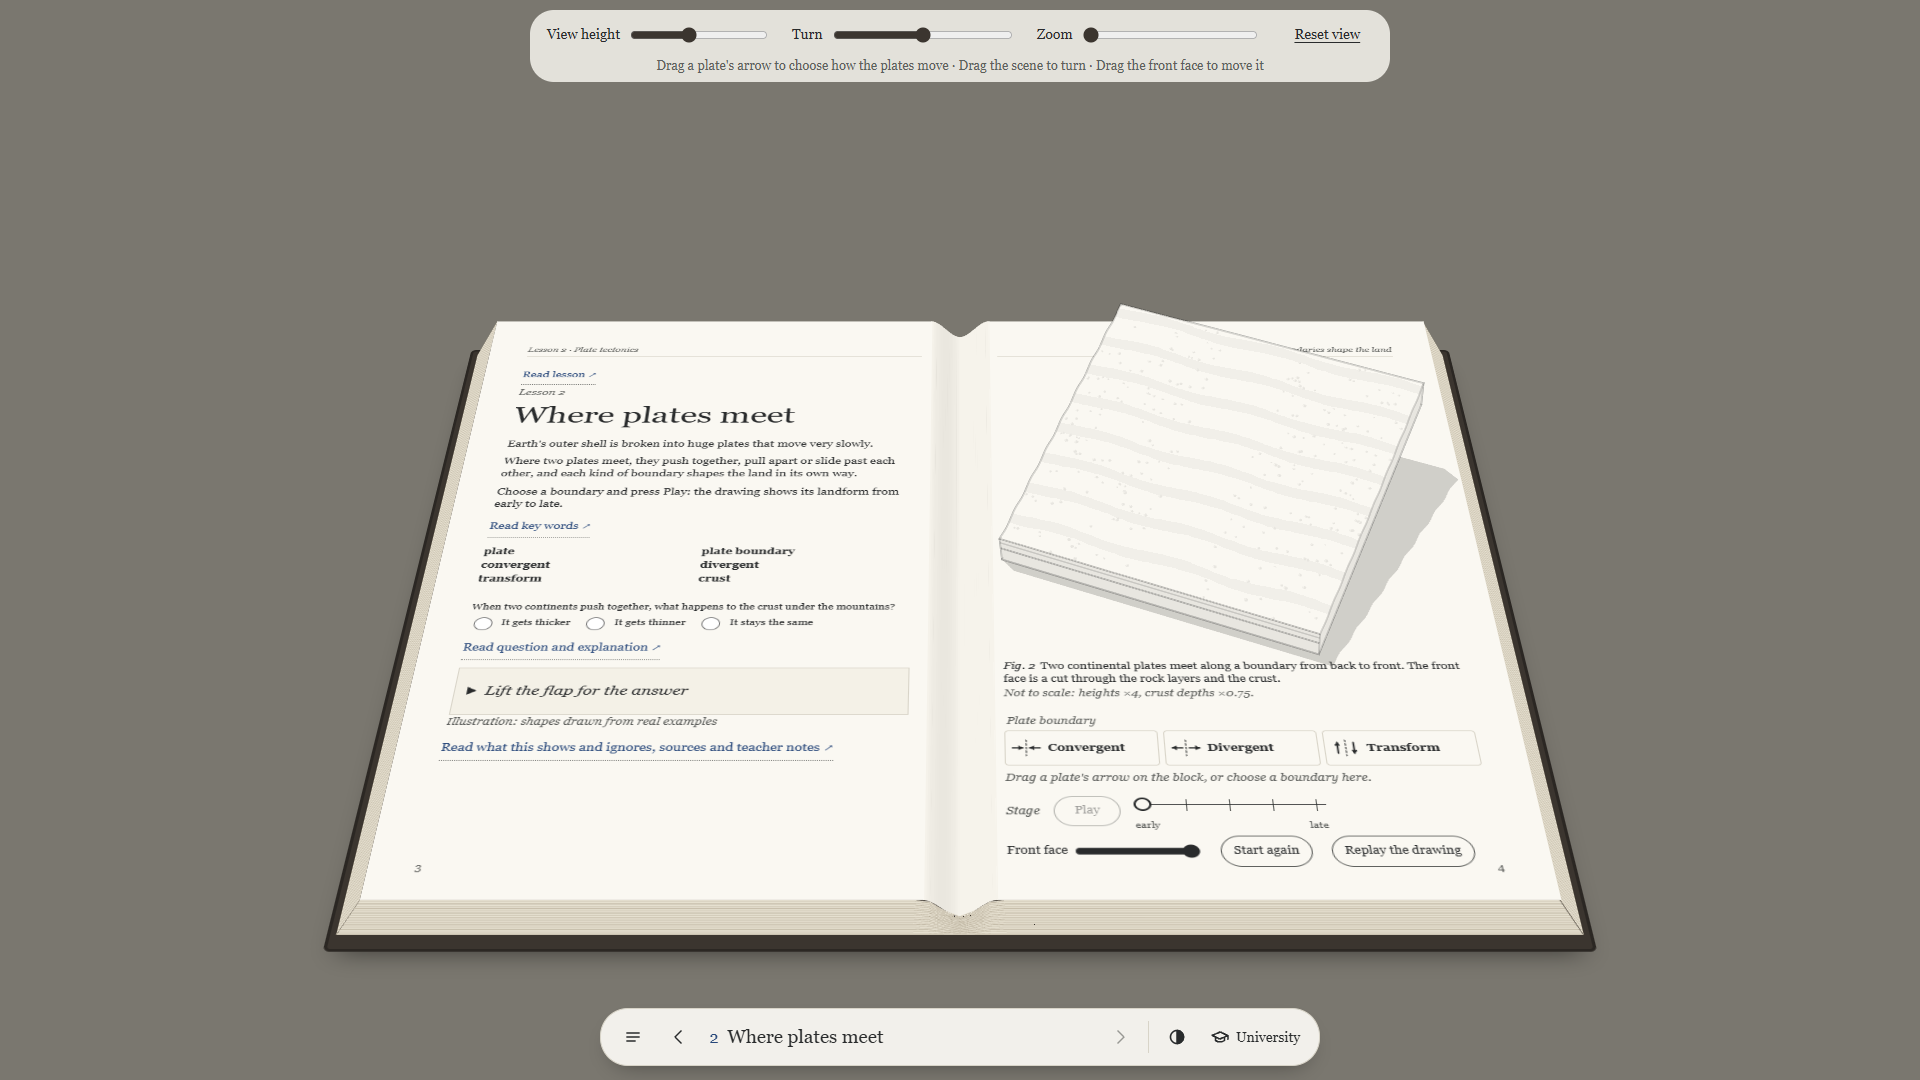 View height
Turn
Zoom
Reset view
Drag a plate's arrow to choose how the plates move · Drag the scene to turn · Drag the front face to move it
Lesson 2 · Plate tectonics
Read lesson ↗
Lesson 2
Where plates meet
Earth's outer shell is broken into huge plates that move very slowly.
Where two plates meet, they push together, pull apart or slide past each
other, and each kind of boundary shapes the land in its own way.
Choose a boundary and press Play: the drawing shows its landform from
early to late.
Read key words ↗
plate
plate boundary
convergent
divergent
transform
crust
When two continents push together, what happens to the crust under the mountains?
It gets thicker
It gets thinner
It stays the same
Read question and explanation ↗
► Lift the flap for the answer
Illustration: shapes drawn from real examples
Read what this shows and ignores, sources and teacher notes ↗
3
shape the land
Fig. 2 Two continental plates meet along a boundary from back to front. The front
face is a cut through the rock layers and the crust.
Not to scale: heights ×4, crust depths ×0.75.
Plate boundary
Convergent
Divergent
Transform
Drag a plate's arrow on the block, or choose a boundary here.
Stage
Play
early
late
Front face
Start again
Replay the drawing
4
2 Where plates meet
University